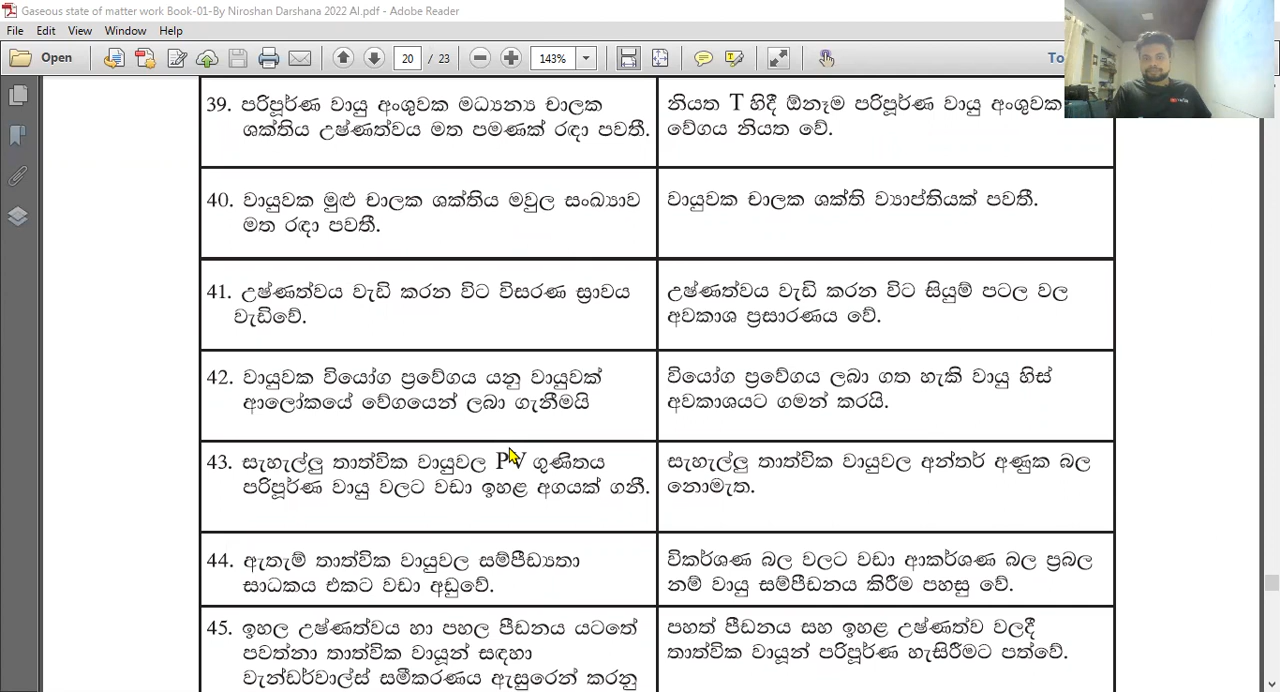 Gaseous state of matter work Book-01-By Niroshan Darshana 2022 Al.pdf - Adobe Reader
File Edit View Window Help
Open 20 / 23 143% To
39. පරිපූර්ණ වායු අංශුවක මධ්‍යන්‍ය චාලක
ශක්තිය උෂ්ණත්වය මත පමණක් රඳා පවතී.
නියත T හිදී ඕනෑම පරිපූර්ණ වායු අංශුවක
වේගය නියත වේ.
40. වායුවක මුළු චාලක ශක්තිය මවුල සංඛ්‍යාව
මත රඳා පවතී.
වායුවක චාලක ශක්ති ව්‍යාප්තියක් පවතී.
41. උෂ්ණත්වය වැඩි කරන විට විසරණ ස්‍රාවය
වැඩිවේ.
උෂ්ණත්වය වැඩි කරන විට සියුම් පටල වල
අවකාශ ප්‍රසාරණය වේ.
42. වායුවක වියෝග ප්‍රවේගය යනු වායුවක්
ආලෝකයේ වේගයෙන් ලබා ගැනීමයි
වියෝග ප්‍රවේගය ලබා ගත හැකි වායු හිස්
අවකාශයට ගමන් කරයි.
43. සැහැල්ලු තාත්වික වායුවල PV ගුණිතය
පරිපූර්ණ වායු වලට වඩා ඉහළ අගයක් ගනී.
සැහැල්ලු තාත්වික වායුවල අන්තර් අණුක බල
නොමැත.
44. ඇතැම් තාත්වික වායුවල සම්පීඩ්‍යතා
සාධකය එකට වඩා අඩුවේ.
විකර්ශණ බල වලට වඩා ආකර්ශණ බල ප්‍රබල
නම් වායු සම්පීඩනය කිරීම පහසු වේ.
45. ඉහල උෂ්ණත්වය හා පහල පීඩනය යටතේ
පවත්නා තාත්වික වායූන් සඳහා
වැන්ඩර්වාල්ස් සමීකරණය ඇසුරෙන් කරනු
පහත් පීඩනය සහ ඉහළ උෂ්ණත්ව වලදී
තාත්වික වායූන් පරිපූර්ණ හැසිරීමට පත්වේ.